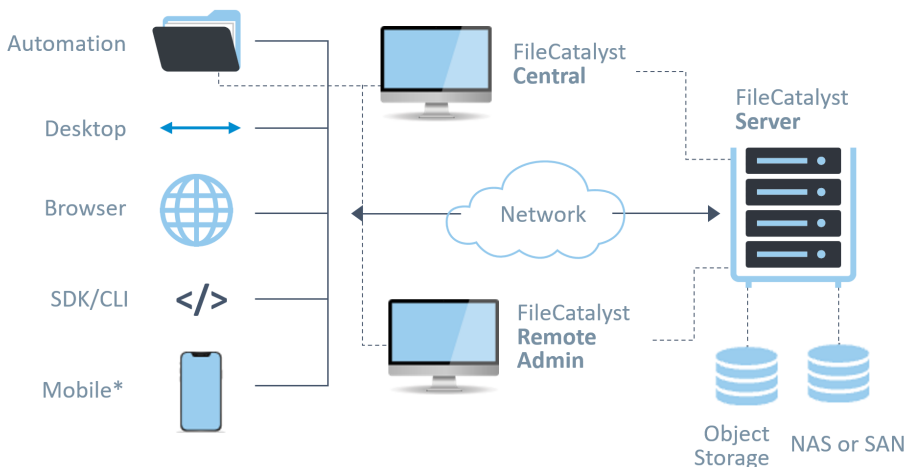 Automation
Desktop
Browser
SDK/CLI
</>
Mobile*
FileCatalyst
Central
Network
FileCatalyst
Remote
Admin
FileCatalyst
Server
Object
Storage
NAS or SAN